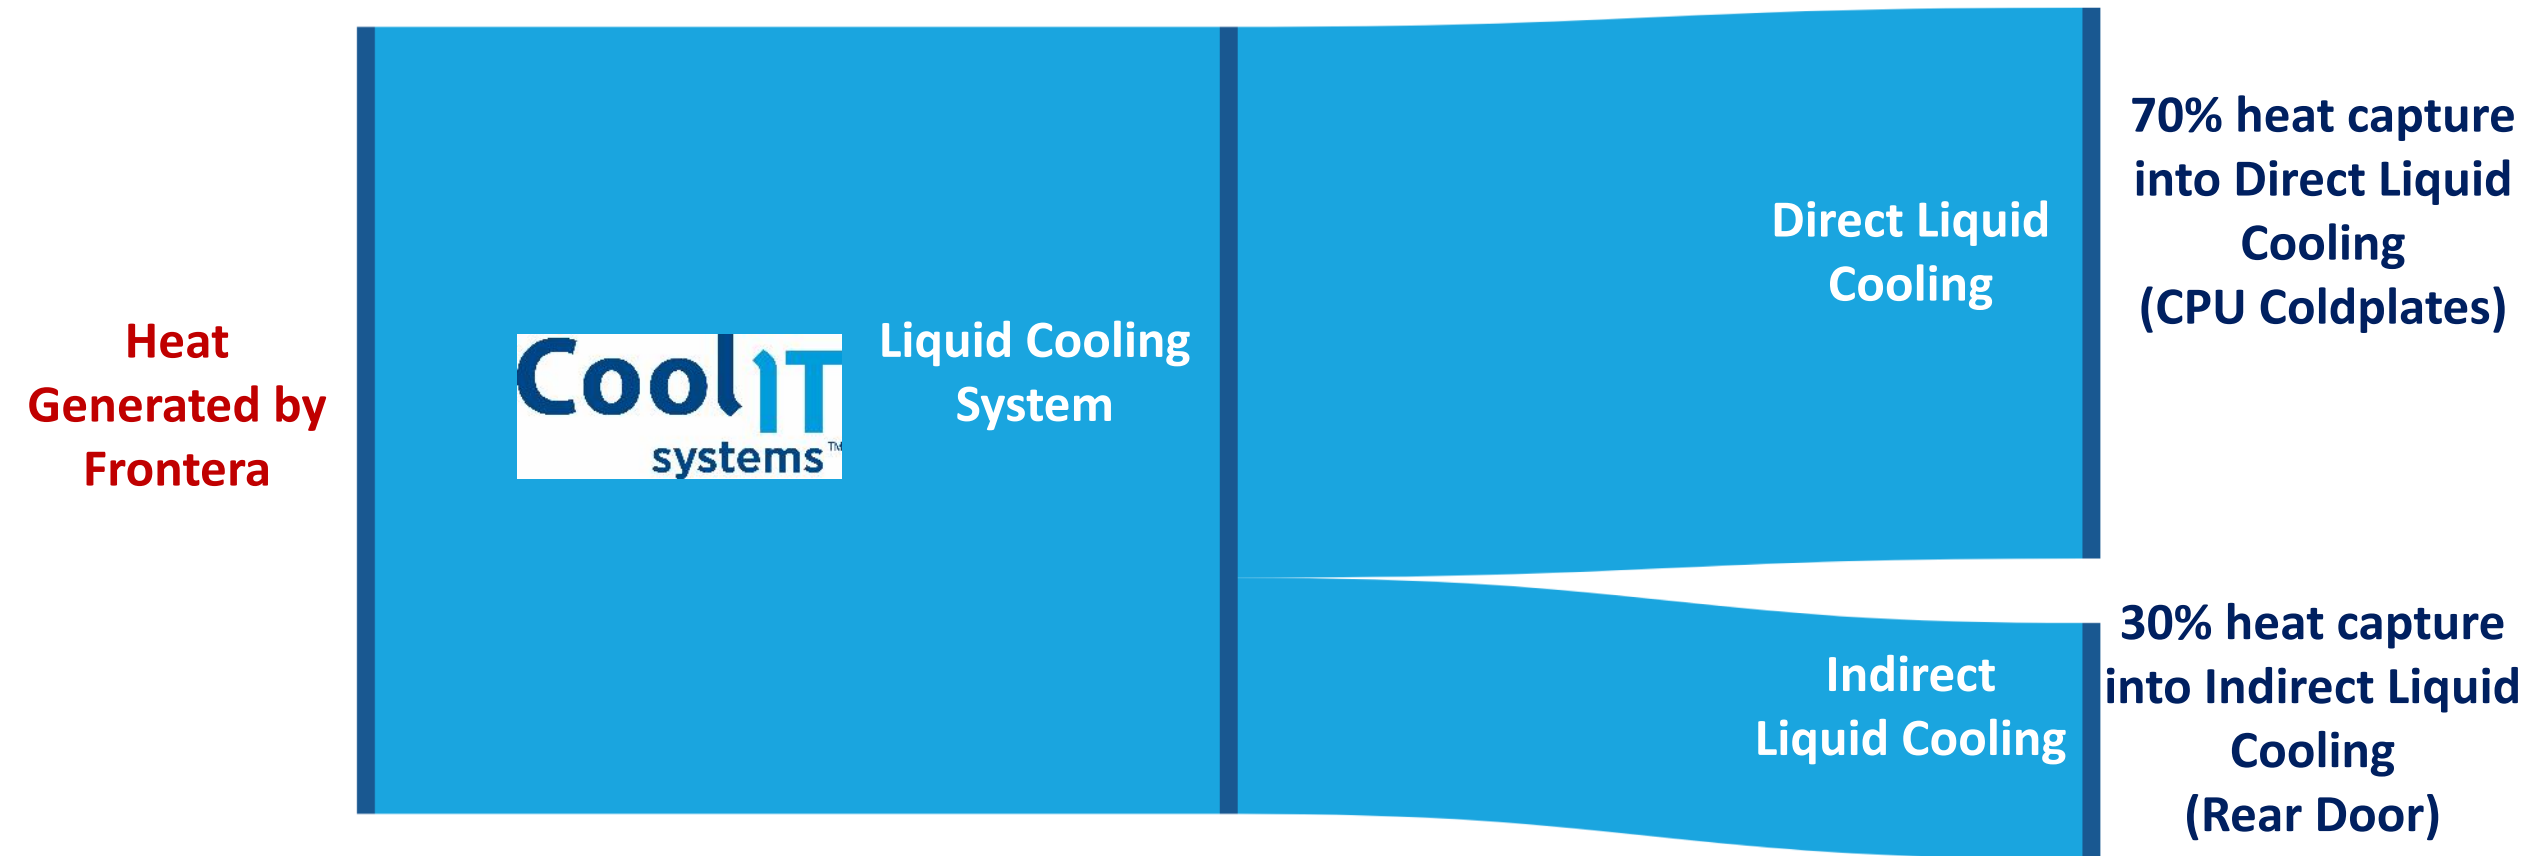 Heat
Generated by
Frontera
CoolIT
systems™
Liquid Cooling
System
Direct Liquid
Cooling
70% heat capture
into Direct Liquid
Cooling
(CPU Coldplates)
Indirect
Liquid Cooling
30% heat capture
into Indirect Liquid
Cooling
(Rear Door)